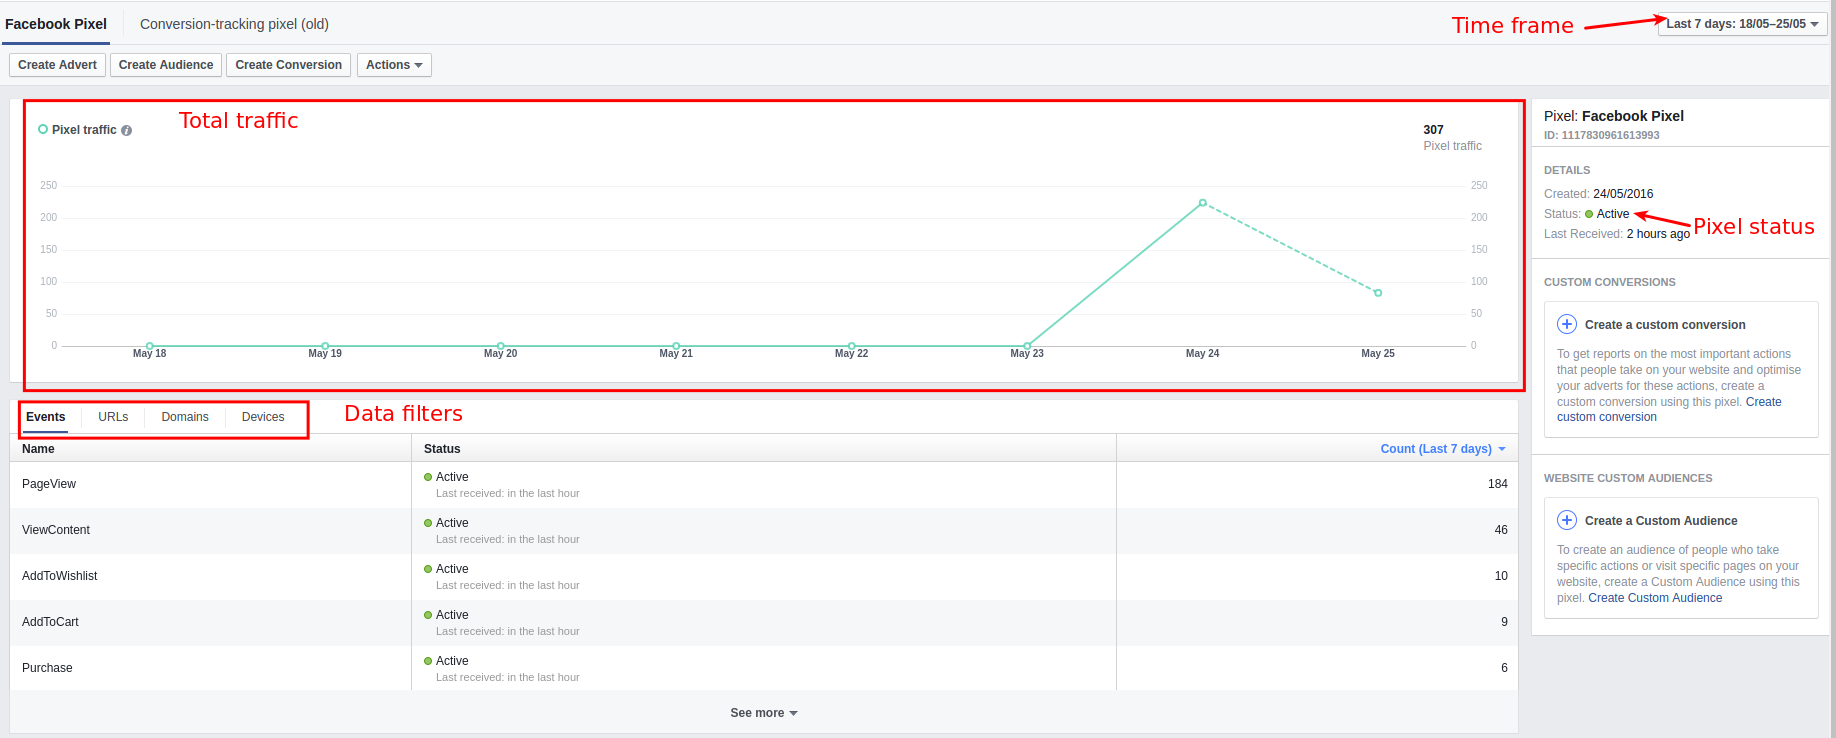 Facebook Pixel
Conversion-tracking pixel (old)
Time frame
Last 7 days: 18/05–25/05
Create Advert
Create Audience
Create Conversion
Actions
Pixel traffic i
Total traffic
307
Pixel traffic
250
200
150
100
50
0
250
200
150
100
50
0
May 18
May 19
May 20
May 21
May 22
May 23
May 24
May 25
Events
URLs
Domains
Devices
Data filters
Name
Status
Count (Last 7 days)
PageView
Active
Last received: in the last hour
184
ViewContent
Active
Last received: in the last hour
46
AddToWishlist
Active
Last received: in the last hour
10
AddToCart
Active
Last received: in the last hour
9
Purchase
Active
Last received: in the last hour
6
See more
Pixel: Facebook Pixel
ID: 1117830961613993
DETAILS
Created: 24/05/2016
Status: Active
Pixel status
Last Received: 2 hours ago
CUSTOM CONVERSIONS
Create a custom conversion
To get reports on the most important actions
that people take on your website and optimise
your adverts for these actions, create a
custom conversion using this pixel. Create
custom conversion
WEBSITE CUSTOM AUDIENCES
Create a Custom Audience
To create an audience of people who take
specific actions or visit specific pages on your
website, create a Custom Audience using this
pixel. Create Custom Audience